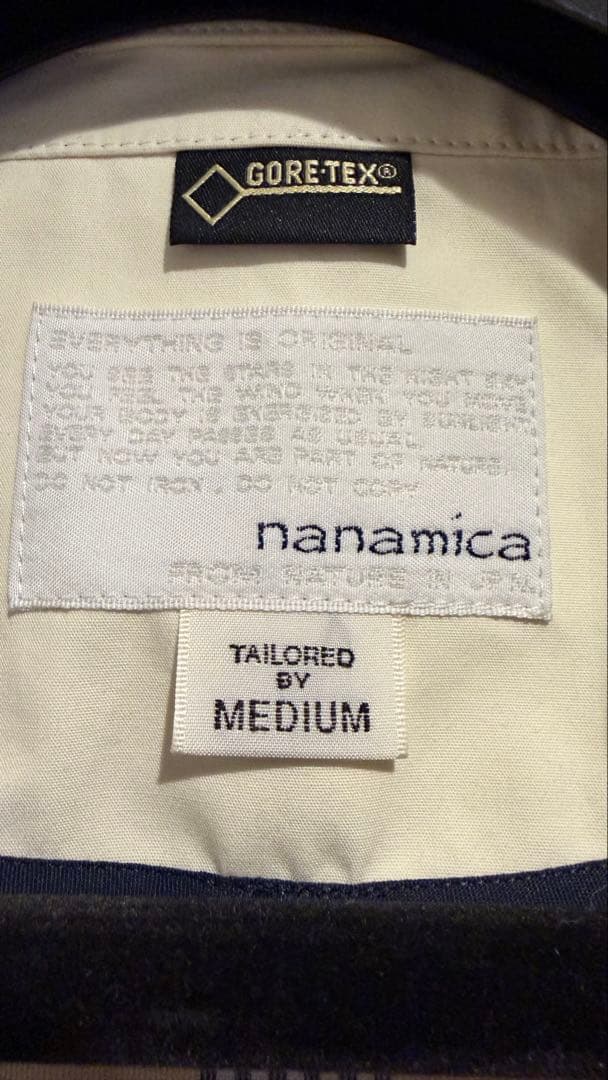 GORE-TEX®
EVERYTHING IS ORIGINAL
YOU SEE THE STARS IN THE NIGHT SKY,
YOU FEEL THE WIND WHEN YOU MOVE,
YOUR BODY IS ENERGISED BY SUNLIGHT.
EVERY DAY PASSES AS USUAL.
BUT NOW YOU ARE PART OF NATURE!
DO NOT IRON, DO NOT COPY
nanamica
FROM NATURE IN JPN.
TAILORED
BY
MEDIUM